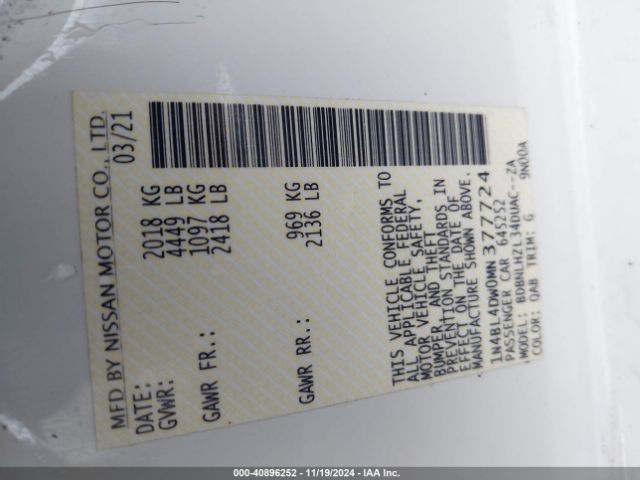 MFD BY NISSAN MOTOR CO., LTD.
DATE: 03/21
GVWR: 2018 KG
4449 LB
GAWR FR.: 1097 KG
2418 LB
GAWR RR.: 969 KG
2136 LB
THIS VEHICLE CONFORMS TO
ALL APPLICABLE FEDERAL
MOTOR VEHICLE SAFETY,
BUMPER, AND THEFT
PREVENTION STANDARDS IN
EFFECT ON THE DATE OF
MANUFACTURE SHOWN ABOVE.
1N4BL4DW0MN377724
PASSENGER CAR 645252
MODEL: BDBNLHZL34DUAC--ZA
COLOR: QAB TRIM: G 9N00A
000-40896252 - 11/19/2024 - IAA Inc.